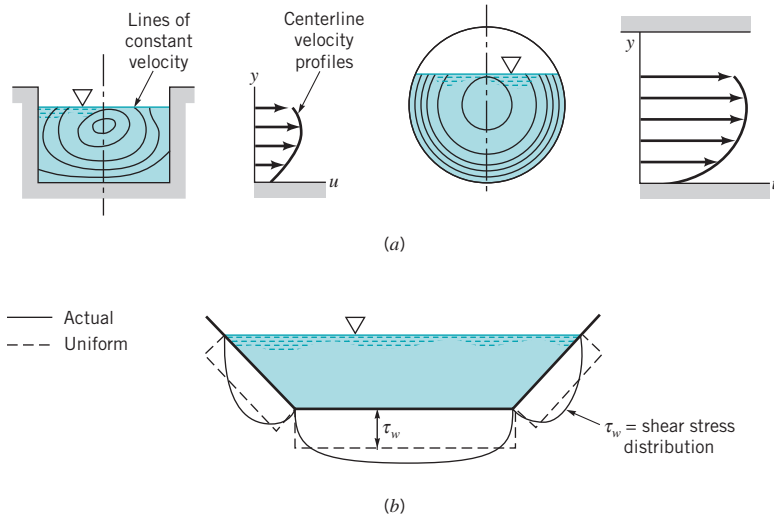 Lines of
constant
velocity
Centerline
velocity
profiles
y
u
y
u
(a)
Actual
Uniform
τw
τw = shear stress
distribution
(b)